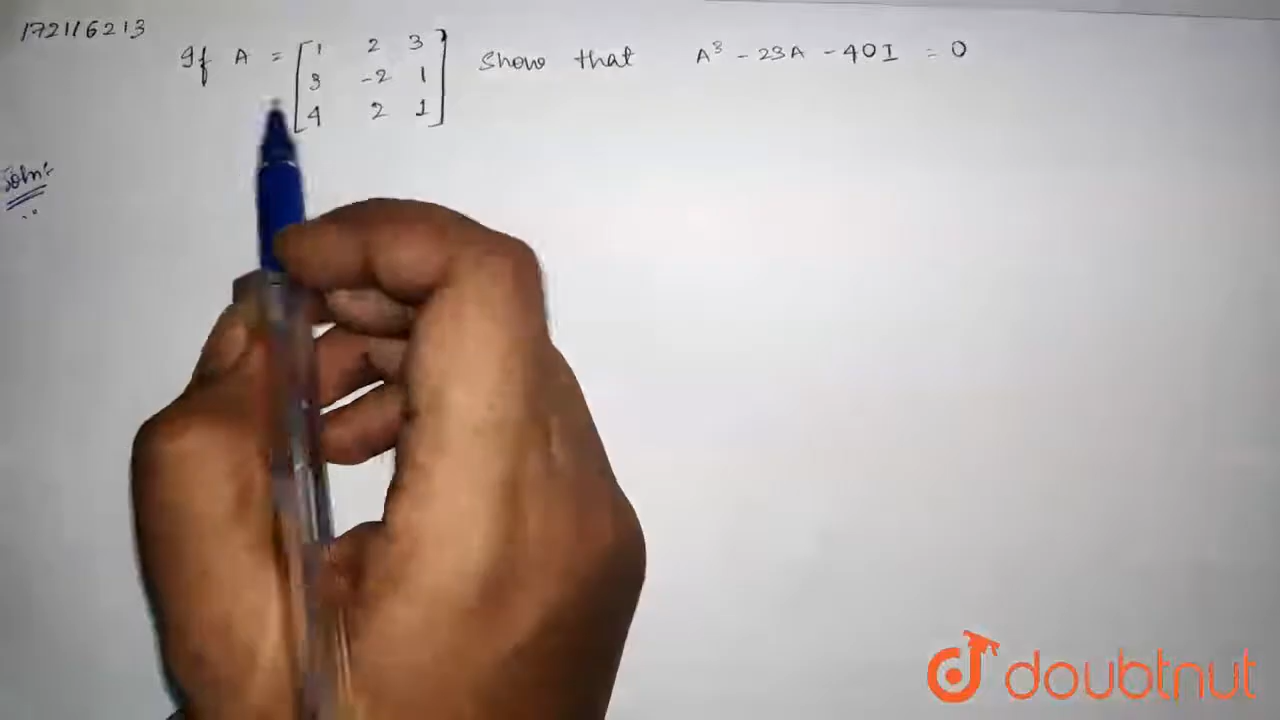 172116213
If A = [1 2 3 Show that A³ - 23A - 40I = 0
3 -2 1
4 2 1]
Soln:
doubtnut